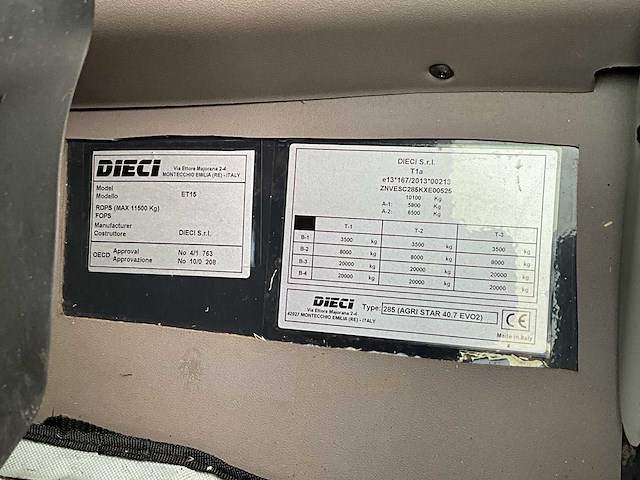 DIECI
Via Ettore Majorana 2-4
MONTECCHIO EMILIA (RE) - ITALY
Model
Modello ET15
ROPS (MAX 11500 Kg)
FOPS
Manufacturer
Costruttore DIECI S.r.l.
OECD Approval No 4/1 763
Approvazione No 10/0 208
DIECI S.r.l.
T1a
e13*167/2013*00213
ZNVESC285KXE00525
10100 Kg
A-1: 5800 Kg
A-2: 6500 Kg
T-1 T-2 T-3
B-1 3500 kg 3500 kg 3500 kg
B-2 8000 kg 8000 kg 8000 kg
B-3 20000 kg 20000 kg 20000 kg
B-4 20000 kg 20000 kg 20000 kg
DIECI
Via Ettore Majorana 2-4
42027 MONTECCHIO EMILIA (RE) - ITALY
Type: 285 (AGRI STAR 40.7 EVO2)
CE
Made in Italy
4